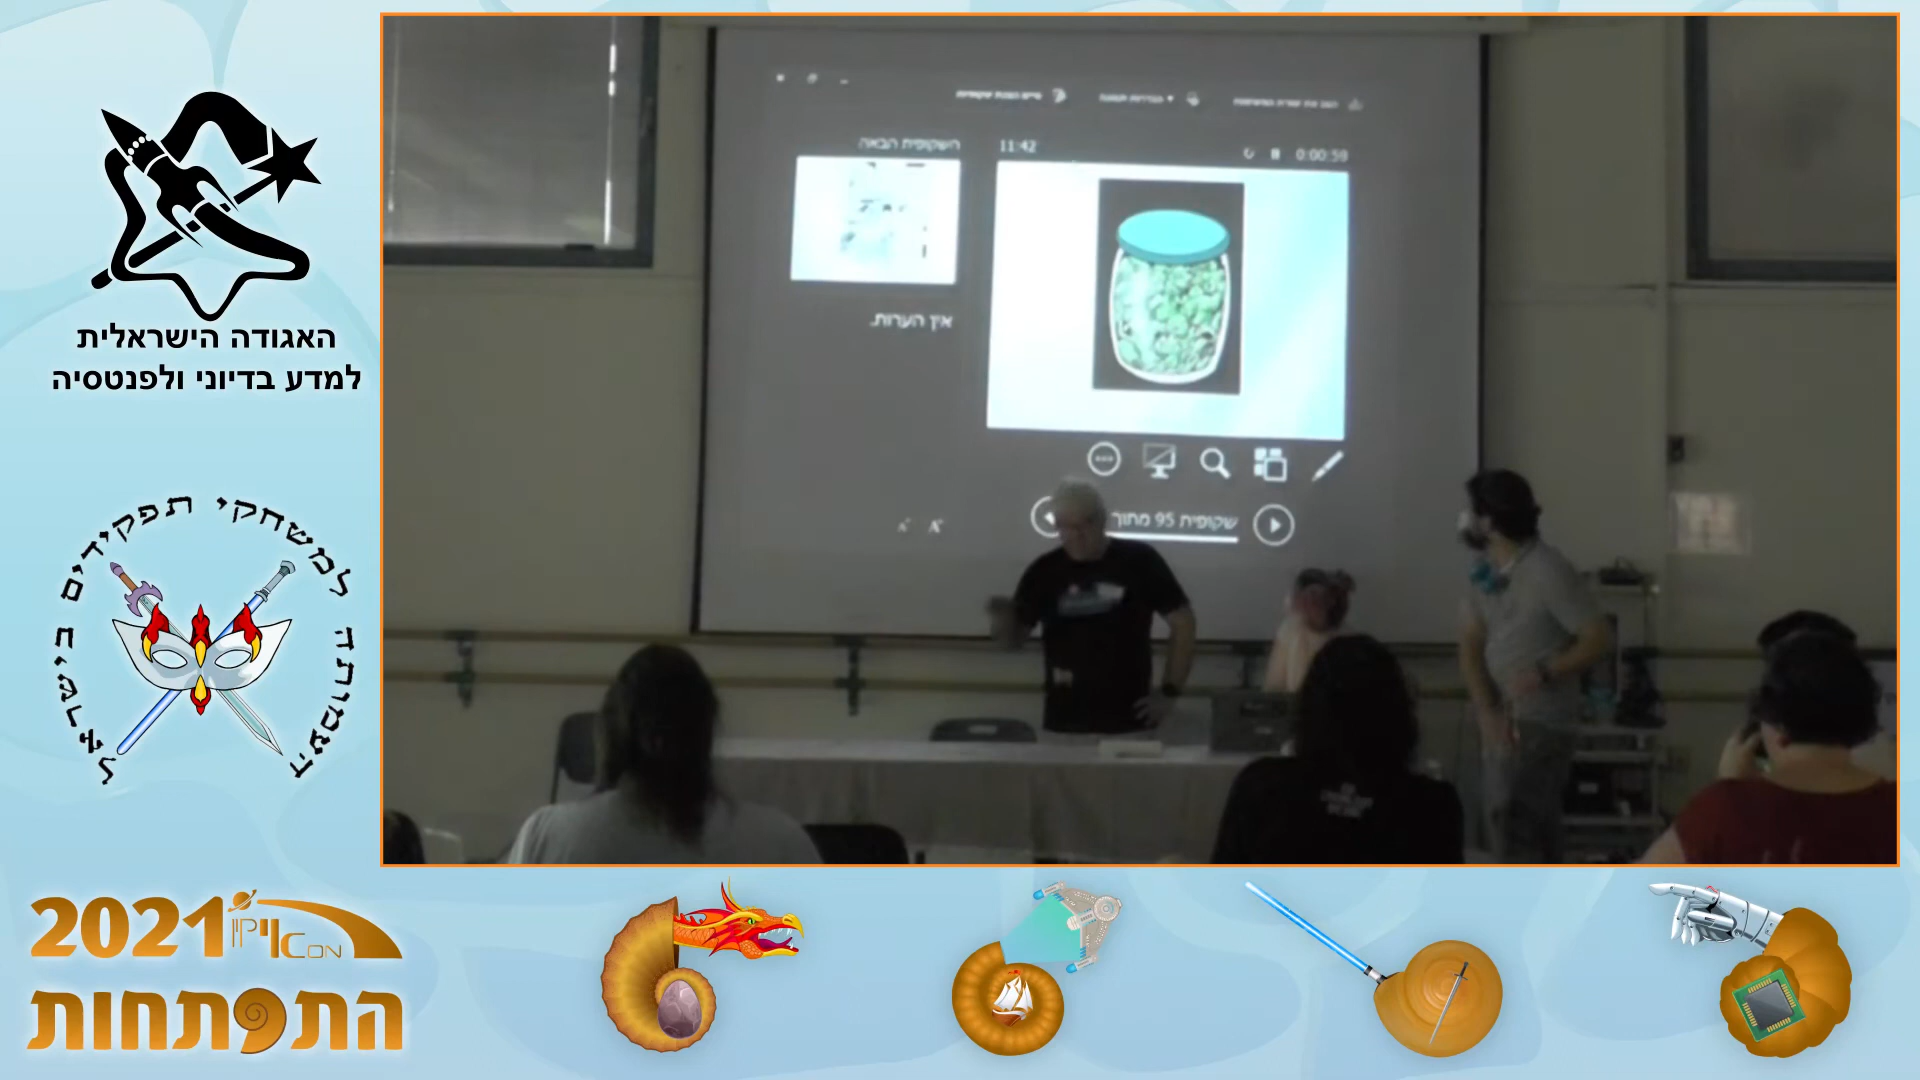 האגודה הישראלית
למדע בדיוני ולפנטסיה
העמותה למשחקי תפקידים בישראל
2021 אייקון
ICon
התפתחות
השקופית הבאה
11:42
0:00:59
אין הערות.
שקופית 95 מתוך